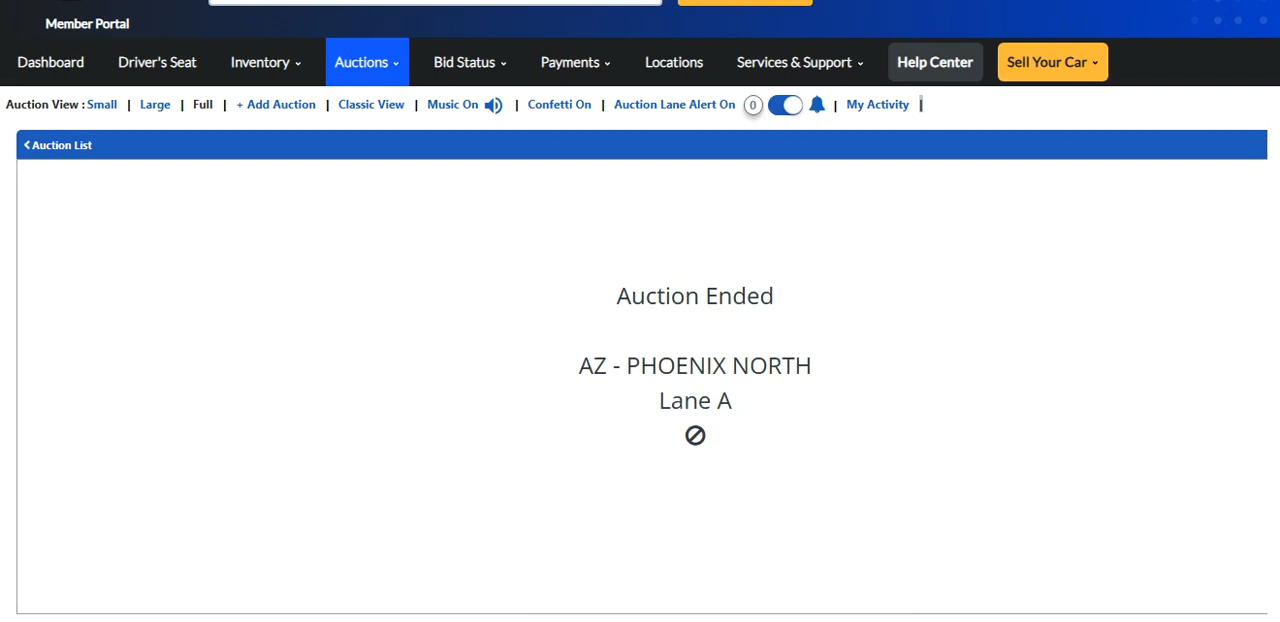 Member Portal
Dashboard Driver's Seat Inventory Auctions Bid Status Payments Locations Services & Support Help Center Sell Your Car
Auction View : Small | Large | Full | + Add Auction | Classic View | Music On | Confetti On | Auction Lane Alert On 0 | My Activity |
Auction List
Auction Ended
AZ - PHOENIX NORTH
Lane A